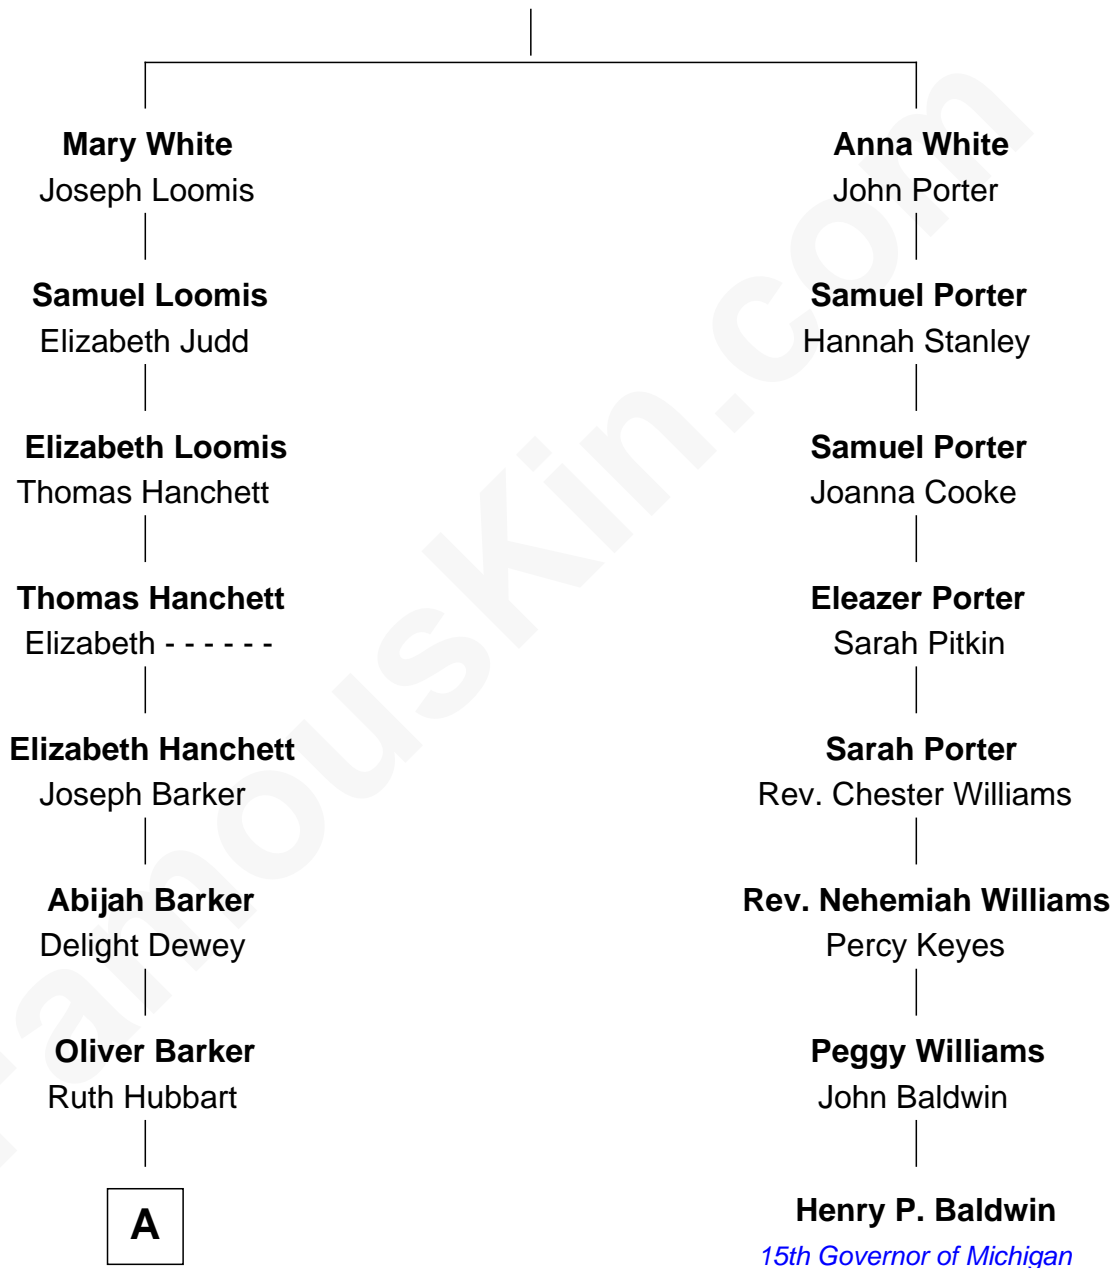 Mary White
Joseph Loomis
Samuel Loomis
Elizabeth Judd
Elizabeth Loomis
Thomas Hanchett
Thomas Hanchett
Elizabeth - - - - - -
Elizabeth Hanchett
Joseph Barker
Abijah Barker
Delight Dewey
Oliver Barker
Ruth Hubbart
A
Anna White
John Porter
Samuel Porter
Hannah Stanley
Samuel Porter
Joanna Cooke
Eleazer Porter
Sarah Pitkin
Sarah Porter
Rev. Chester Williams
Rev. Nehemiah Williams
Percy Keyes
Peggy Williams
John Baldwin
Henry P. Baldwin
15th Governor of Michigan
FamousKin.com